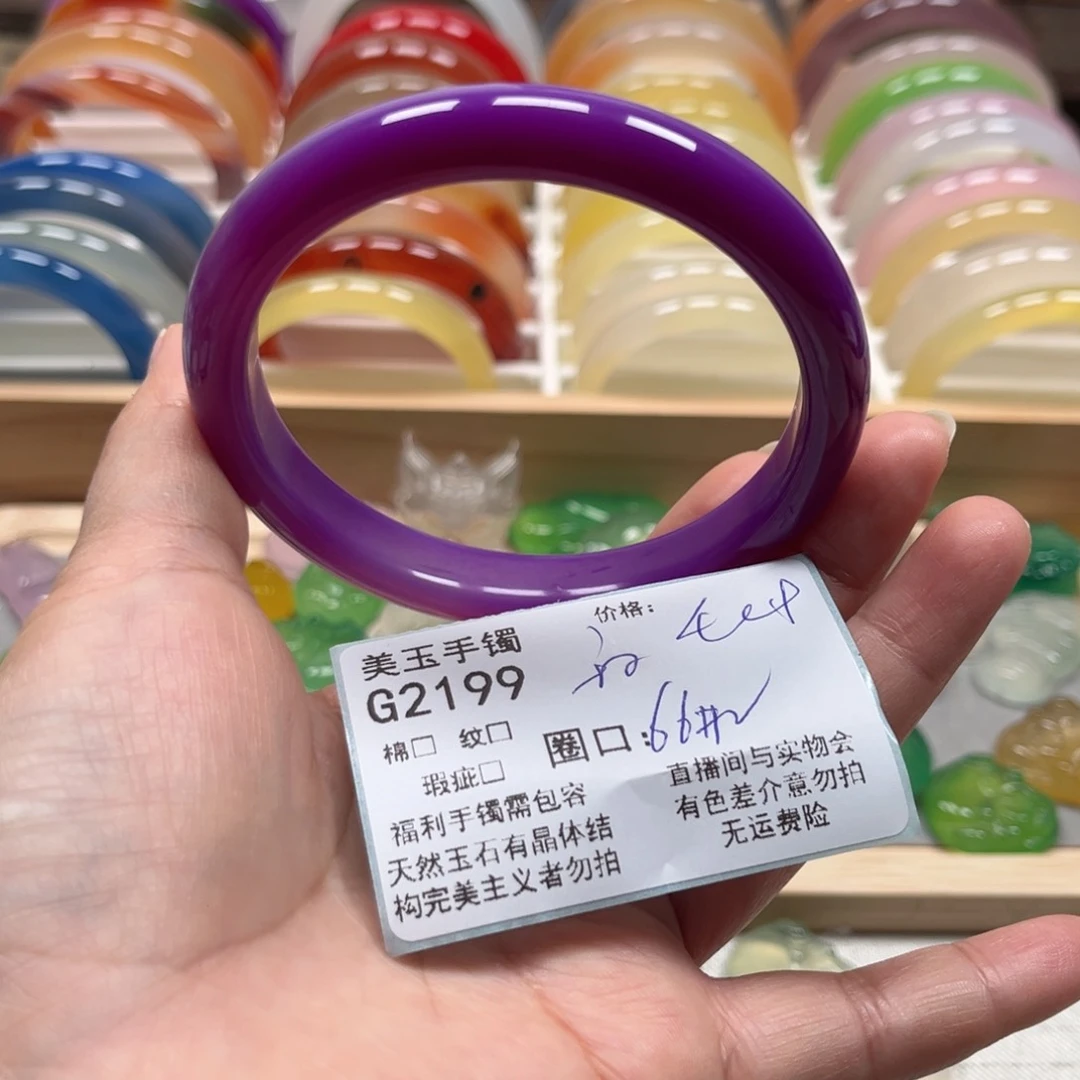 美玉手镯
价格:
G2199
棉□ 纹□
圈口:66#
瑕疵□
福利手镯需包容
天然玉石有晶体结
构完美主义者勿拍
直播间与实物会
有色差介意勿拍
无运费险